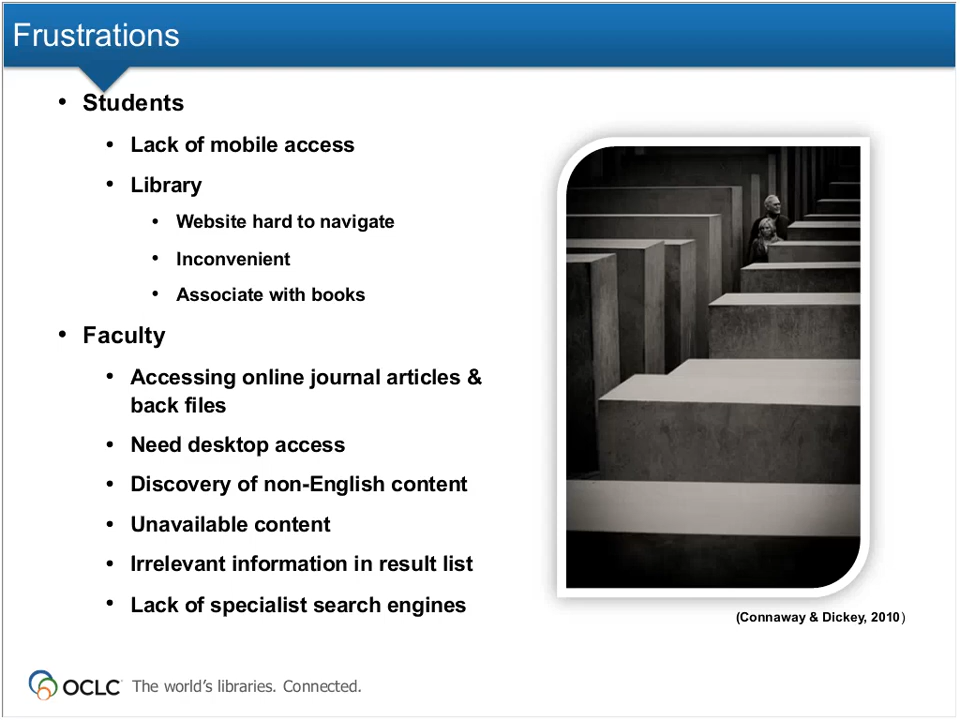 Frustrations
• Students
• Lack of mobile access
• Library
• Website hard to navigate
• Inconvenient
• Associate with books
• Faculty
• Accessing online journal articles &
back files
• Need desktop access
• Discovery of non-English content
• Unavailable content
• Irrelevant information in result list
• Lack of specialist search engines
(Connaway & Dickey, 2010)
OCLC The world's libraries. Connected.